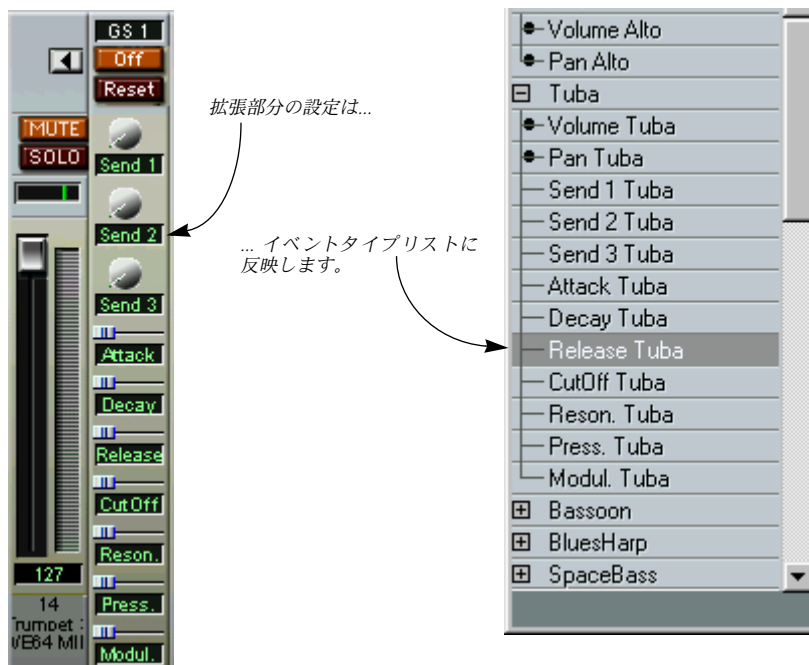 GS 1
Off
Reset
MUTE
SOLO
Send 1
Send 2
Send 3
Attack
Decay
Release
CutOff
Reson.
Press.
Modul.
127
14
Trumpet :
VE64 MII
拡張部分の設定は...
... イベントタイプリストに
反映します。
Volume Alto
Pan Alto
Tuba
Volume Tuba
Pan Tuba
Send 1 Tuba
Send 2 Tuba
Send 3 Tuba
Attack Tuba
Decay Tuba
Release Tuba
CutOff Tuba
Reson. Tuba
Press. Tuba
Modul. Tuba
Bassoon
BluesHarp
SpaceBass